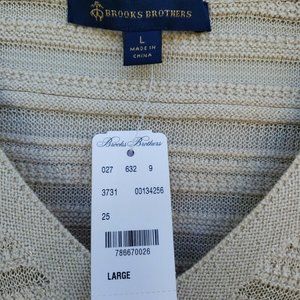 BROOKS BROTHERS
L
MADE IN
CHINA
Brooks Brothers
027 632 9
3731 00134256
25
786670026
LARGE